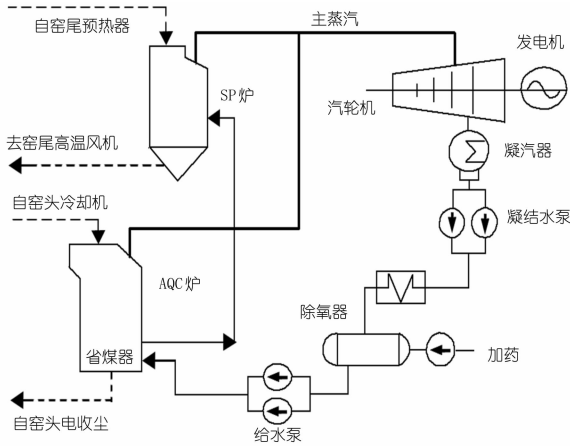 自窑尾预热器
主蒸汽
发电机
SP炉
汽轮机
去窑尾高温风机
凝汽器
自窑头冷却机
凝结水泵
AQC炉
除氧器
省煤器
加药
自窑头电收尘
给水泵